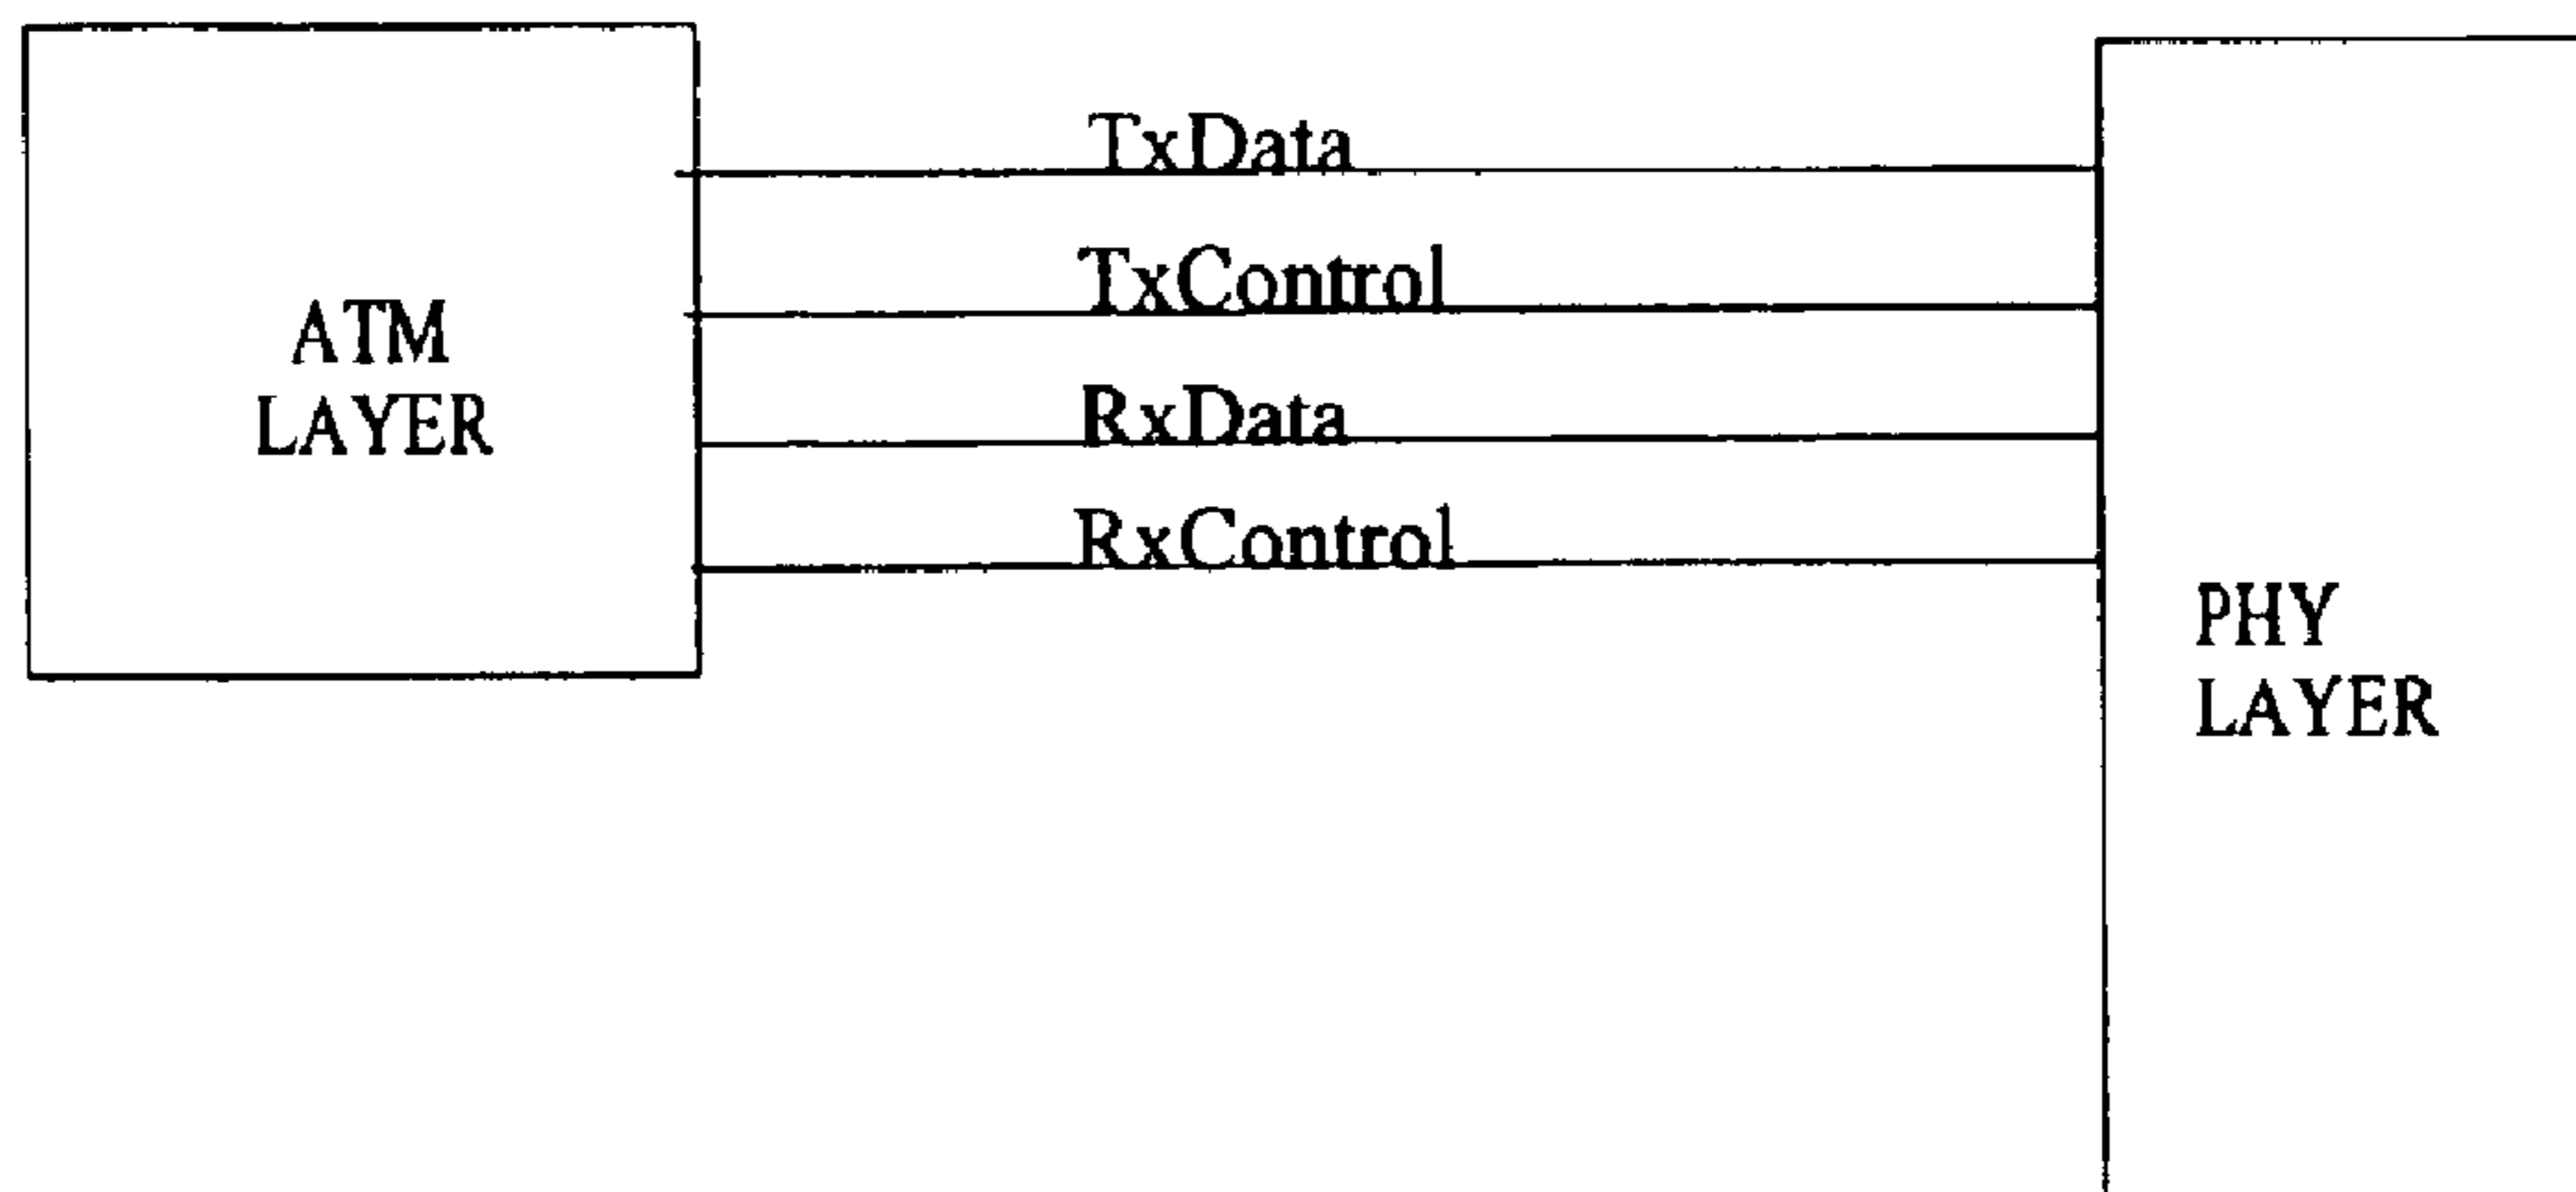 TxData
TxControl
ATM
LAYER
RxData
RxControl
PHY
LAYER